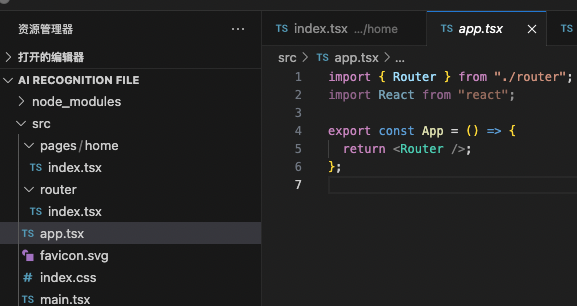 资源管理器 ···
打开的编辑器
AI RECOGNITION FILE
node_modules
src
pages/home
TS index.tsx
router
TS index.tsx
TS app.tsx
favicon.svg
# index.css
TS main.tsx
TS index.tsx .../home TS app.tsx × TS
src > TS app.tsx > ...
1 import { Router } from "./router";
2 import React from "react";
3
4 export const App = () => {
5 return <Router />;
6 };
7